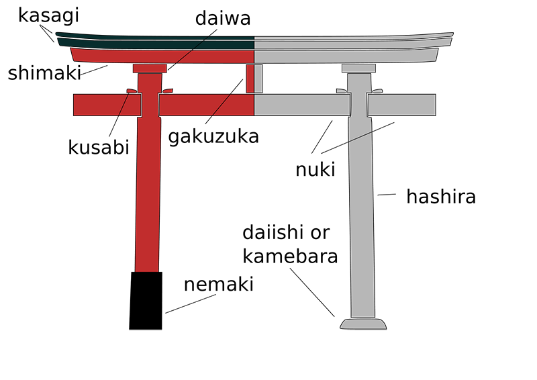 kasagi
daiwa
shimaki
gakuzuka
kusabi
nuki
hashira
daiishi or
kamebara
nemaki